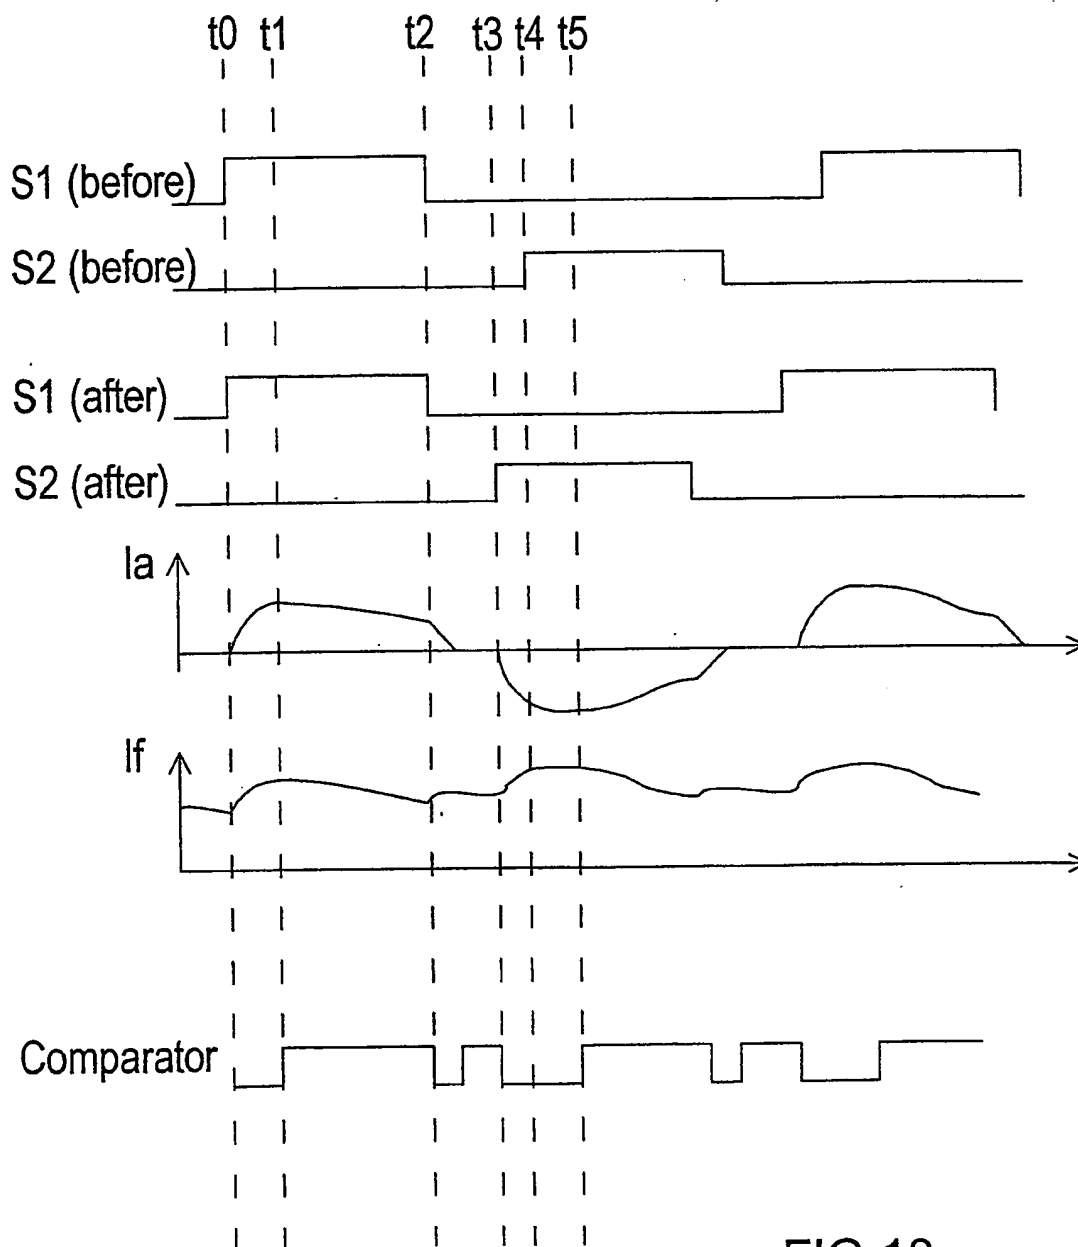 t0 t1 t2 t3 t4 t5
S1 (before)
S2 (before)
S1 (after)
S2 (after)
Ia
If
Comparator